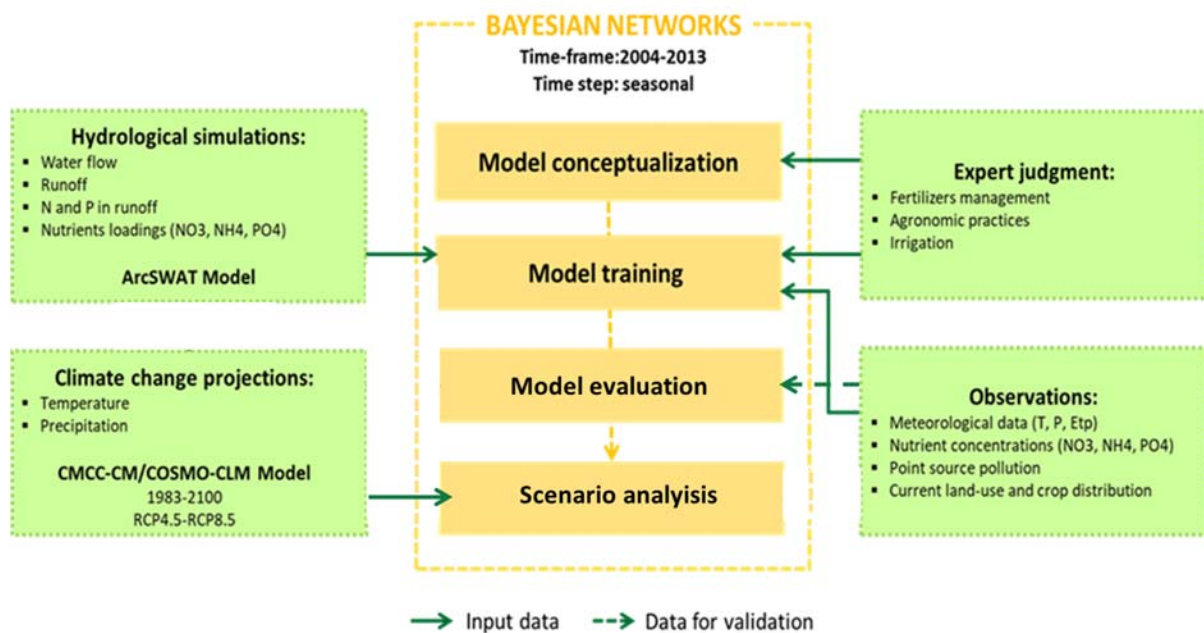 BAYESIAN NETWORKS
Time-frame:2004-2013
Time step: seasonal
Hydrological simulations:
▪ Water flow
▪ Runoff
▪ N and P in runoff
▪ Nutrients loadings (NO3, NH4, PO4)
ArcSWAT Model
Climate change projections:
▪ Temperature
▪ Precipitation
CMCC-CM/COSMO-CLM Model
1983-2100
RCP4.5-RCP8.5
Model conceptualization
Model training
Model evaluation
Scenario analyisis
Expert judgment:
▪ Fertilizers management
▪ Agronomic practices
▪ Irrigation
Observations:
▪ Meteorological data (T, P, Etp)
▪ Nutrient concentrations (NO3, NH4, PO4)
▪ Point source pollution
▪ Current land-use and crop distribution
Input data
Data for validation